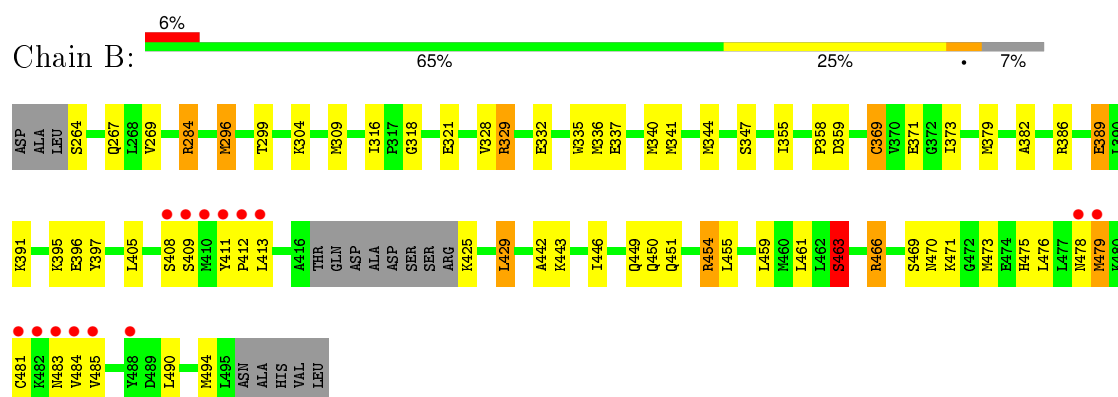 6%
Chain B:
65% 25% • 7%
ASP ALA LEU S264 Q267 L268 V269 R284 M296 T299 K304 M309 I316 P317 G318 E321 V328 R329 E332 W335 M336 E337 M340 M341 M344 S347 I355 P358 D359 C369 V370 E371 G372 I373 M379 A382 R386 E389 L390
K391 K395 E396 Y397 L405 S408 S409 M410 Y411 P412 L413 A416 THR GLN ASP ALA ASP SER SER ARG K425 L429 A442 K443 I446 Q449 Q450 Q451 R454 L455 L459 M460 L461 L462 S463 R466 S469 N470 K471 G472 M473 E474 H475 L476 L477 N478 M479 K480
C481 K482 N483 V484 V485 Y488 D489 L490 M494 L495 ASN ALA HIS VAL LEU